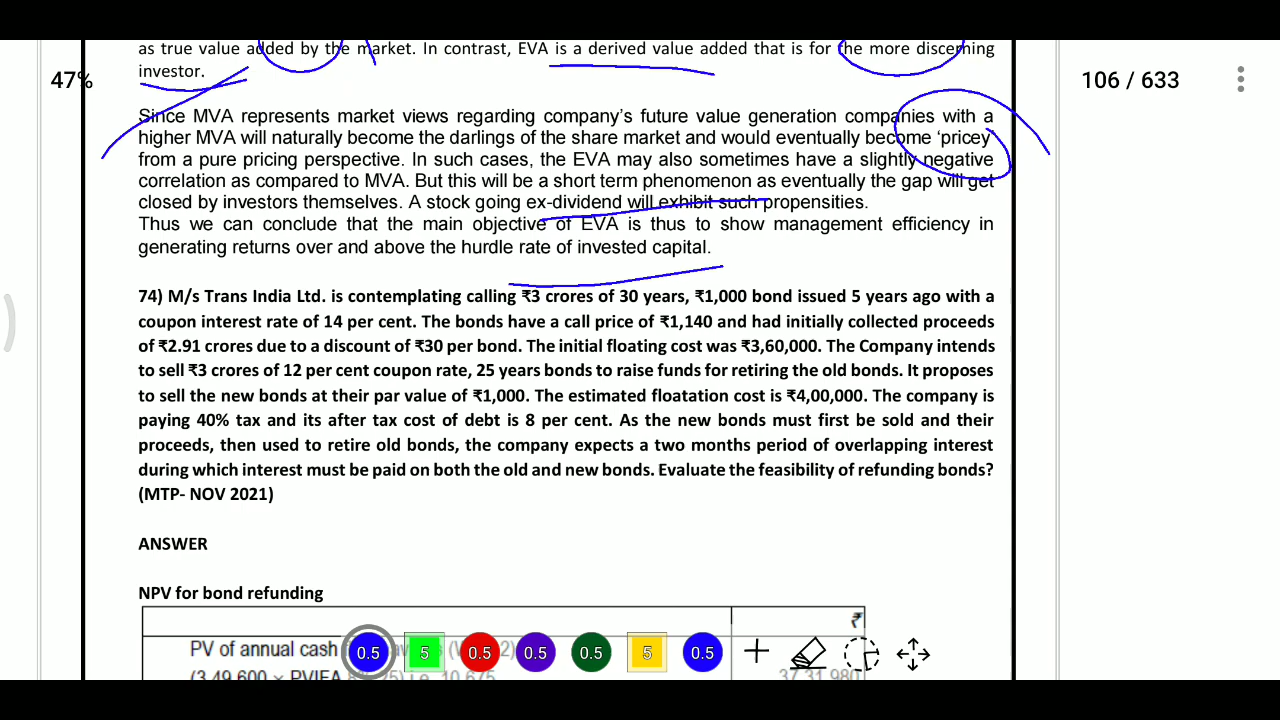 as true value added by the market. In contrast, EVA is a derived value added that is for the more discerning
investor.
47%
106 / 633
Since MVA represents market views regarding company's future value generation companies with a
higher MVA will naturally become the darlings of the share market and would eventually become 'pricey'
from a pure pricing perspective. In such cases, the EVA may also sometimes have a slightly negative
correlation as compared to MVA. But this will be a short term phenomenon as eventually the gap will get
closed by investors themselves. A stock going ex-dividend will exhibit such propensities.
Thus we can conclude that the main objective of EVA is thus to show management efficiency in
generating returns over and above the hurdle rate of invested capital.
74) M/s Trans India Ltd. is contemplating calling ₹3 crores of 30 years, ₹1,000 bond issued 5 years ago with a
coupon interest rate of 14 per cent. The bonds have a call price of ₹1,140 and had initially collected proceeds
of ₹2.91 crores due to a discount of ₹30 per bond. The initial floating cost was ₹3,60,000. The Company intends
to sell ₹3 crores of 12 per cent coupon rate, 25 years bonds to raise funds for retiring the old bonds. It proposes
to sell the new bonds at their par value of ₹1,000. The estimated floatation cost is ₹4,00,000. The company is
paying 40% tax and its after tax cost of debt is 8 per cent. As the new bonds must first be sold and their
proceeds, then used to retire old bonds, the company expects a two months period of overlapping interest
during which interest must be paid on both the old and new bonds. Evaluate the feasibility of refunding bonds?
(MTP- NOV 2021)
ANSWER
NPV for bond refunding
₹
PV of annual cash
0.5 5 0.5 0.5 0.5 5 0.5
(3,49,600 × PVIFA 10.675 37,31,980